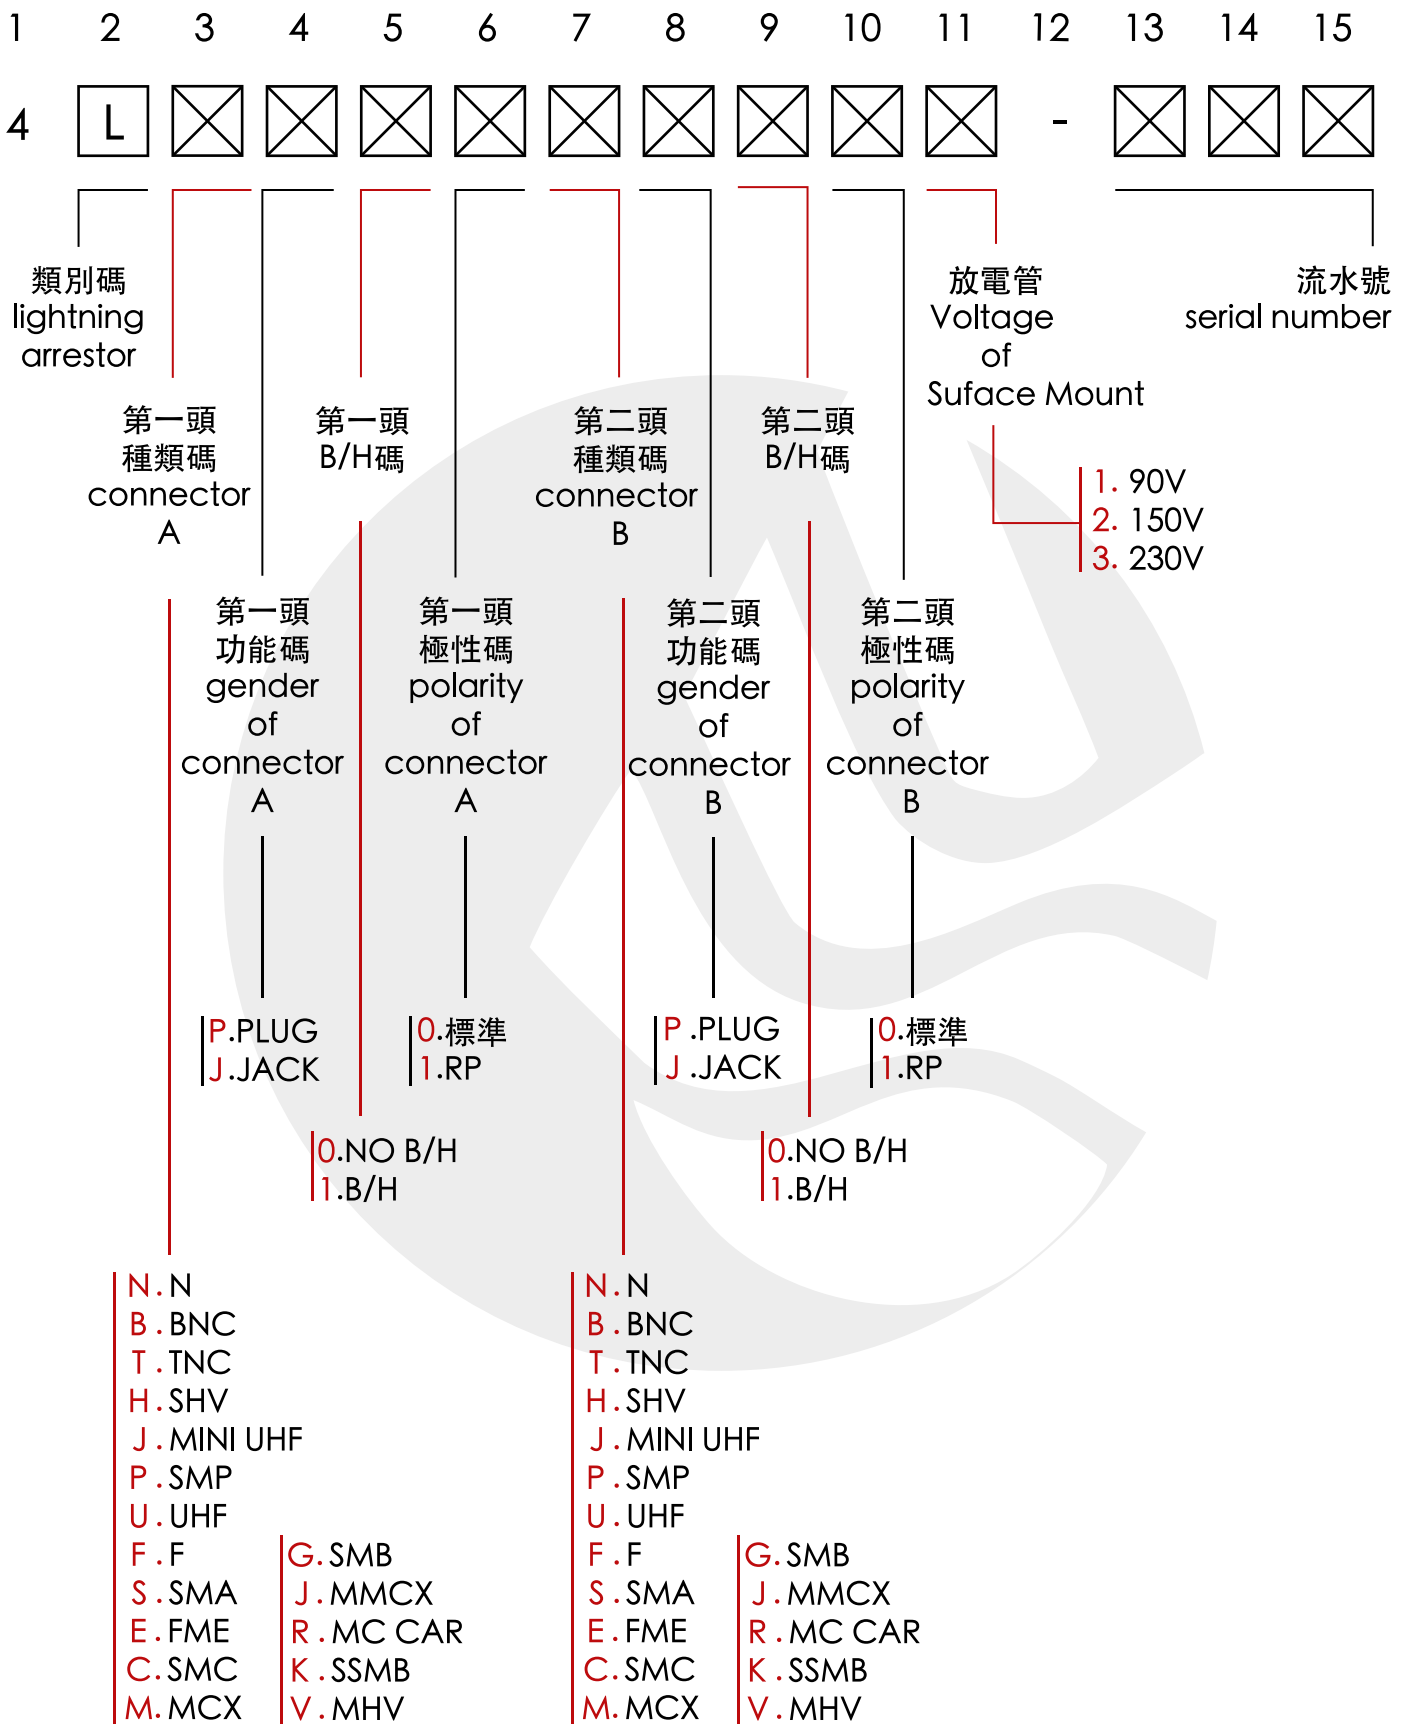 1 2 3 4 5 6 7 8 9 10 11 12 13 14 15
4 L -
類別碼
lightning
arrestor
放電管
Voltage
of
Suface Mount
流水號
serial number
第一頭
種類碼
connector
A
第一頭
B/H碼
第二頭
種類碼
connector
B
第二頭
B/H碼
1. 90V
2. 150V
3. 230V
第一頭
功能碼
gender
of
connector
A
第一頭
極性碼
polarity
of
connector
A
第二頭
功能碼
gender
of
connector
B
第二頭
極性碼
polarity
of
connector
B
P.PLUG
J.JACK
0.標準
1.RP
P.PLUG
J.JACK
0.標準
1.RP
0.NO B/H
1.B/H
0.NO B/H
1.B/H
N.N
B.BNC
T.TNC
H.SHV
J.MINI UHF
P.SMP
U.UHF
F.F
S.SMA
E.FME
C.SMC
M.MCX
G.SMB
J.MMCX
R.MC CAR
K.SSMB
V.MHV
N.N
B.BNC
T.TNC
H.SHV
J.MINI UHF
P.SMP
U.UHF
F.F
S.SMA
E.FME
C.SMC
M.MCX
G.SMB
J.MMCX
R.MC CAR
K.SSMB
V.MHV